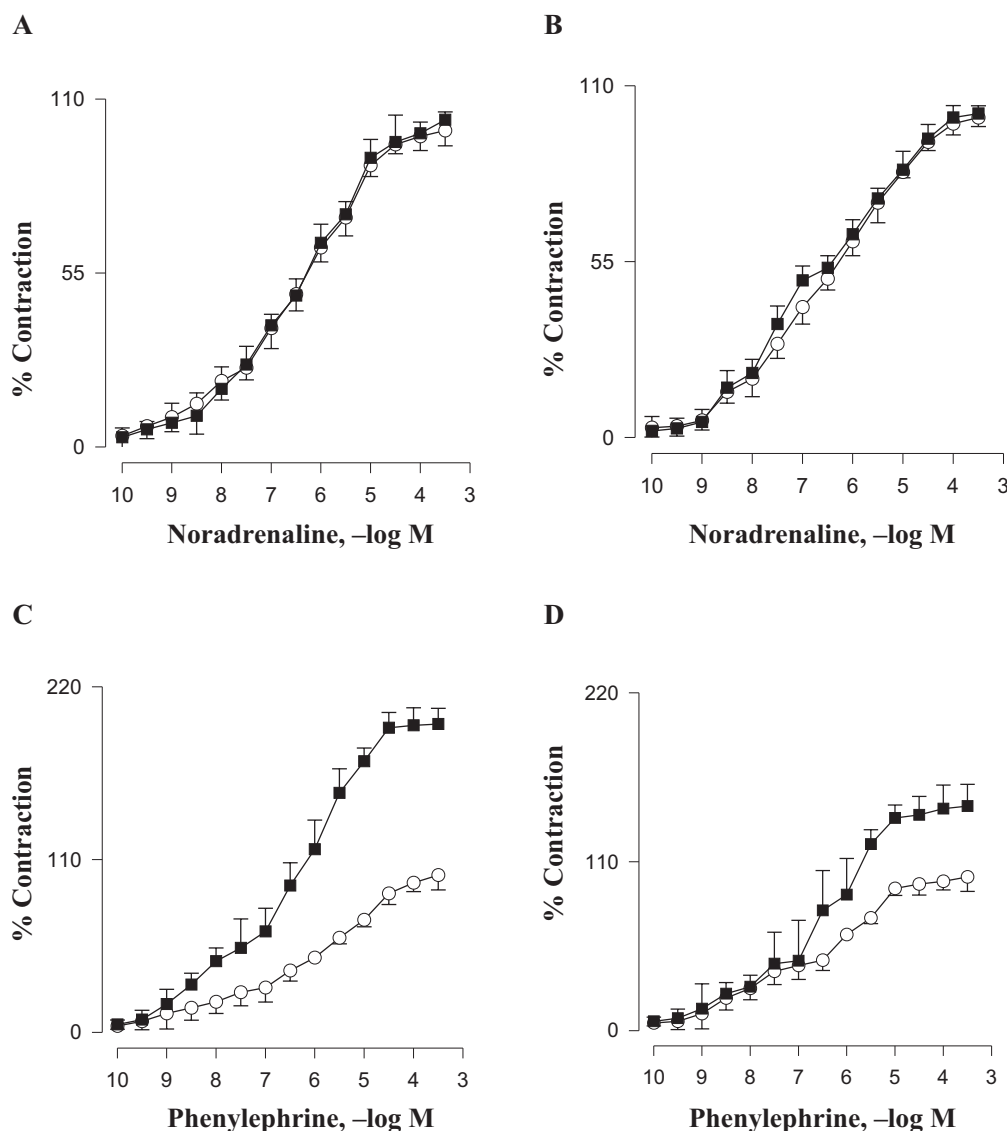 A
B
110
55
0
% Contraction
10 9 8 7 6 5 4 3
Noradrenaline, –log M
110
55
0
% Contraction
10 9 8 7 6 5 4 3
Noradrenaline, –log M
C
D
220
110
0
% Contraction
10 9 8 7 6 5 4 3
Phenylephrine, –log M
220
110
0
% Contraction
10 9 8 7 6 5 4 3
Phenylephrine, –log M